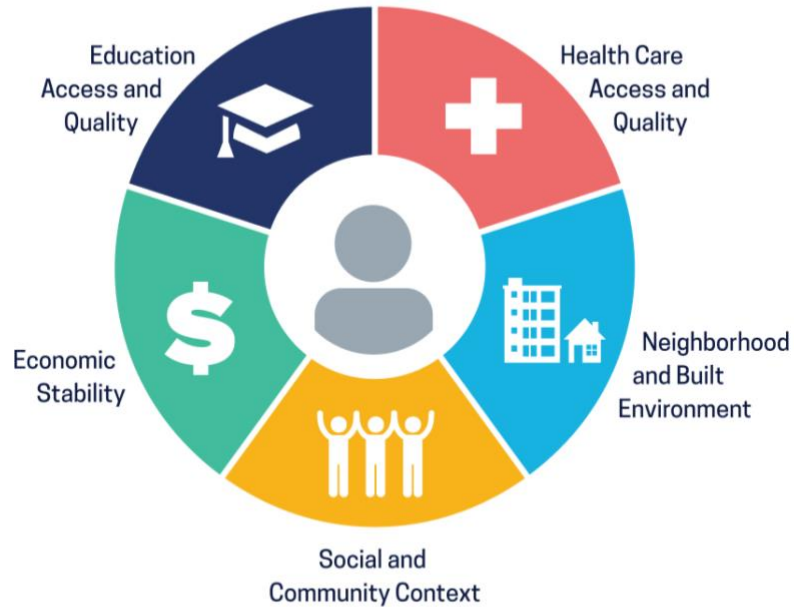 Education
Access and
Quality
Health Care
Access and
Quality
Economic
Stability
$
Neighborhood
and Built
Environment
Social and
Community Context